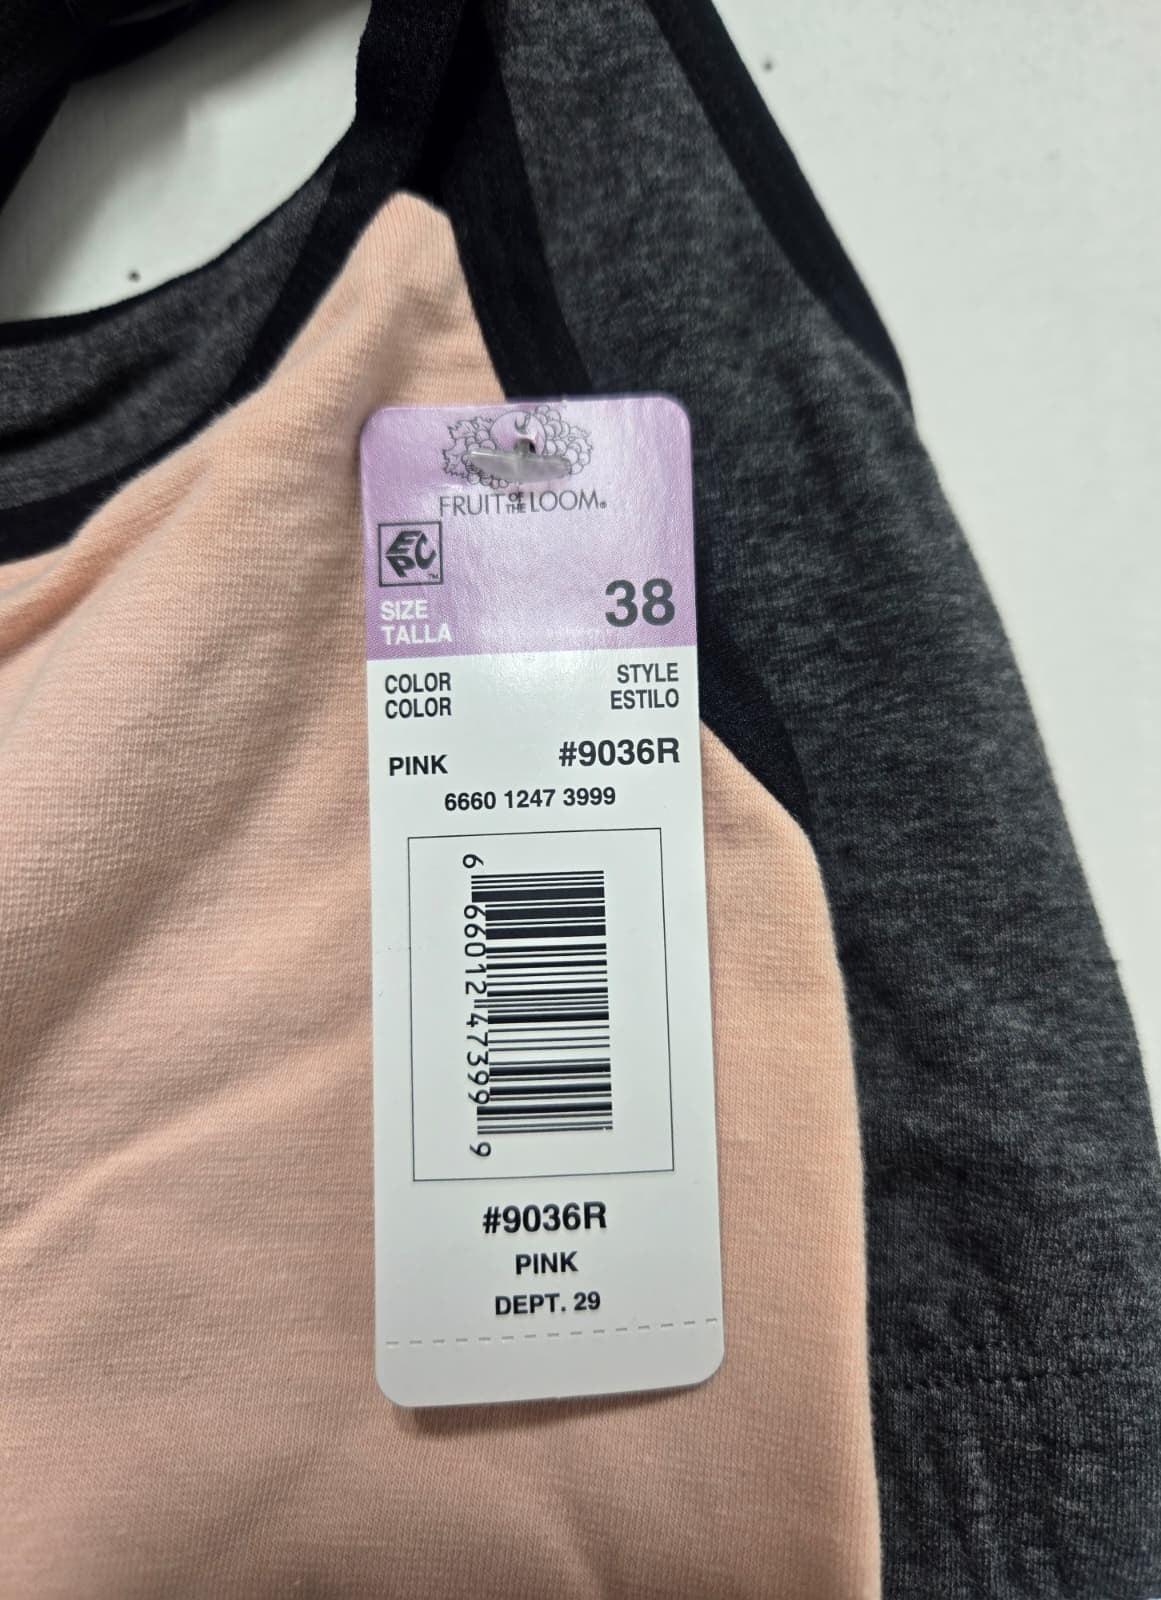 FRUIT OF THE LOOM®
EPC™
SIZE
TALLA
38
COLOR
COLOR
STYLE
ESTILO
PINK
#9036R
6660 1247 3999
6 66012 47399 9
#9036R
PINK
DEPT. 29